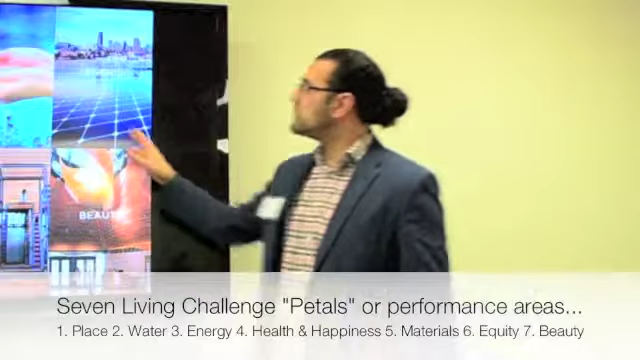 BEAUTY
Seven Living Challenge "Petals" or performance areas...
1. Place 2. Water 3. Energy 4. Health & Happiness 5. Materials 6. Equity 7. Beauty